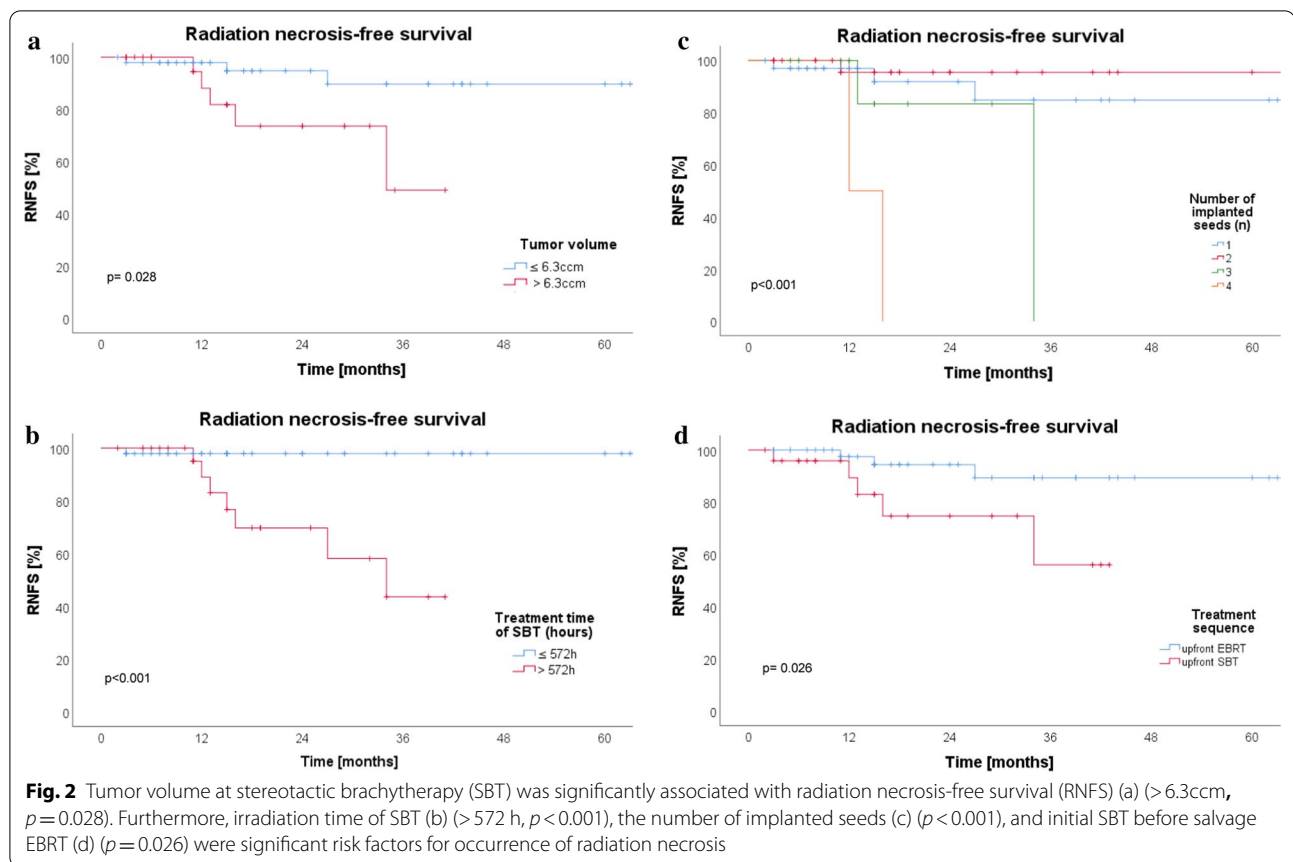 a
Radiation necrosis-free survival
100
80
60
40
20
0
RNFS [%]
p= 0.028
Tumor volume
≤ 6.3ccm
> 6.3ccm
0 12 24 36 48 60
Time [months]
c
Radiation necrosis-free survival
100
80
60
40
20
0
RNFS [%]
p<0.001
Number of
implanted
seeds (n)
1
2
3
4
0 12 24 36 48 60
Time [months]
b
Radiation necrosis-free survival
100
80
60
40
20
0
RNFS [%]
p<0.001
Treatment time
of SBT (hours)
≤ 572h
> 572h
0 12 24 36 48 60
Time [months]
d
Radiation necrosis-free survival
100
80
60
40
20
0
RNFS [%]
p= 0.026
Treatment
sequence
upfront EBRT
upfront SBT
0 12 24 36 48 60
Time [months]
Fig. 2 Tumor volume at stereotactic brachytherapy (SBT) was significantly associated with radiation necrosis-free survival (RNFS) (a) (> 6.3ccm,
p = 0.028). Furthermore, irradiation time of SBT (b) (> 572 h, p < 0.001), the number of implanted seeds (c) (p < 0.001), and initial SBT before salvage
EBRT (d) (p = 0.026) were significant risk factors for occurrence of radiation necrosis